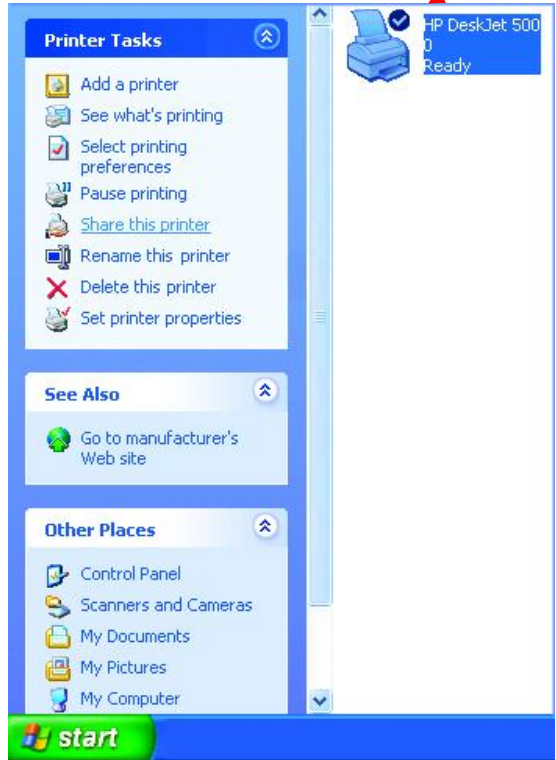 Printer Tasks
Add a printer
See what's printing
Select printing
preferences
Pause printing
Share this printer
Rename this printer
Delete this printer
Set printer properties
See Also
Go to manufacturer's
Web site
Other Places
Control Panel
Scanners and Cameras
My Documents
My Pictures
My Computer
HP DeskJet 500
0
Ready
start